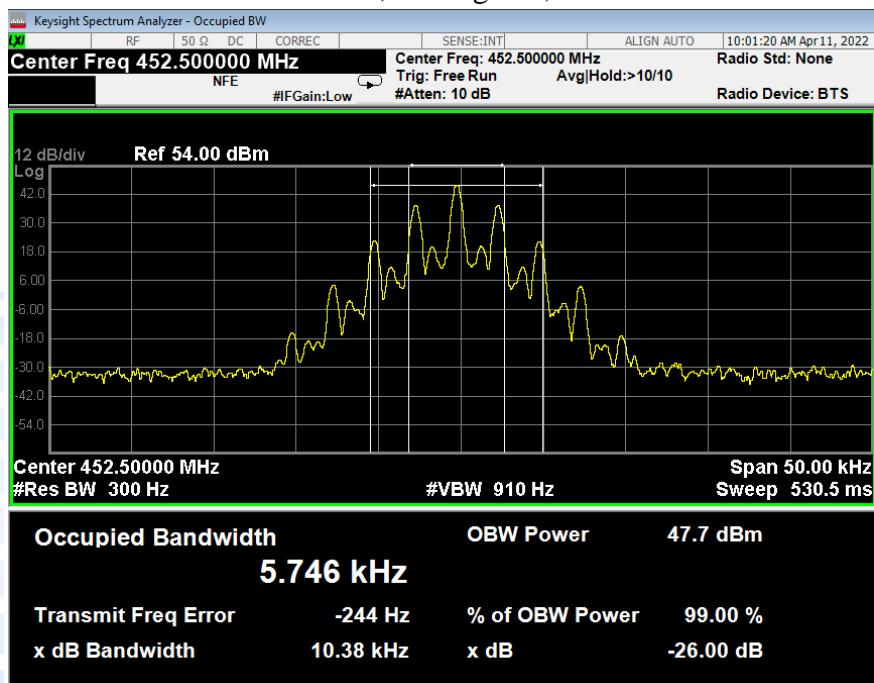 Keysight Spectrum Analyzer - Occupied BW
LXI RF 50 Ω DC CORREC SENSE:INT ALIGN AUTO 10:01:20 AM Apr 11, 2022
Center Freq 452.500000 MHz Center Freq: 452.500000 MHz Radio Std: None
NFE Trig: Free Run Avg|Hold:>10/10
#IFGain:Low #Atten: 10 dB Radio Device: BTS
12 dB/div Ref 54.00 dBm
Log
42.0
30.0
18.0
6.00
-6.00
-18.0
-30.0
-42.0
-54.0
Center 452.50000 MHz Span 50.00 kHz
#Res BW 300 Hz #VBW 910 Hz Sweep 530.5 ms
Occupied Bandwidth OBW Power 47.7 dBm
5.746 kHz
Transmit Freq Error -244 Hz % of OBW Power 99.00 %
x dB Bandwidth 10.38 kHz x dB -26.00 dB